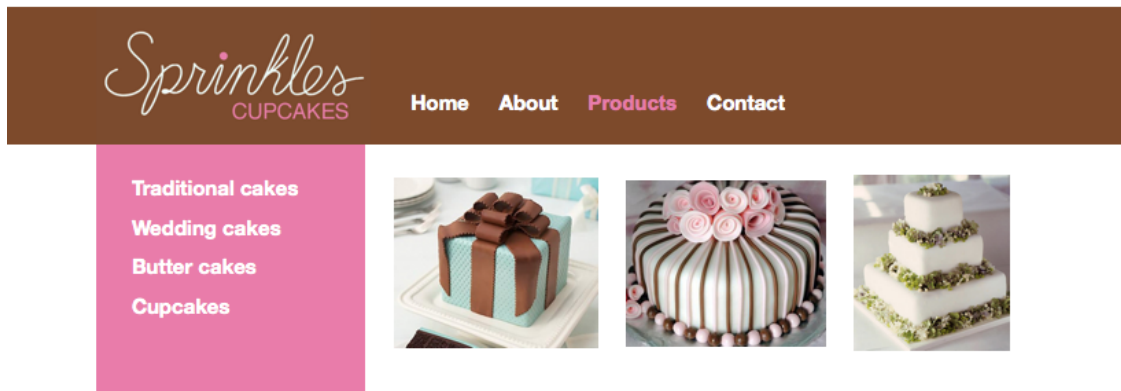 Sprinkles
CUPCAKES
Home About Products Contact
Traditional cakes
Wedding cakes
Butter cakes
Cupcakes